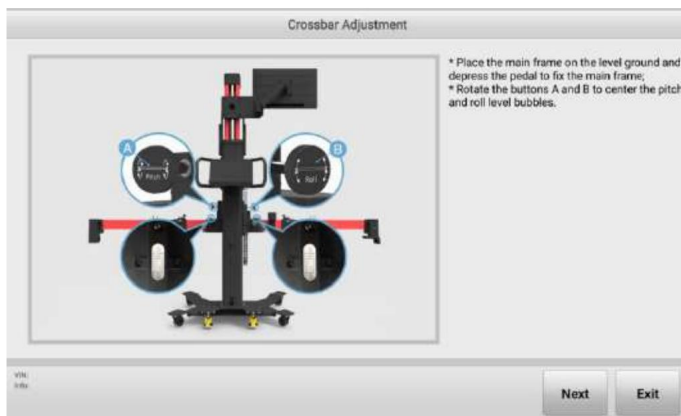 Crossbar Adjustment
* Place the main frame on the level ground and
depress the pedal to fix the main frame;
* Rotate the buttons A and B to center the pitch
and roll level bubbles.
A
B
Pitch
Roll
VIN:
Info:
Next
Exit